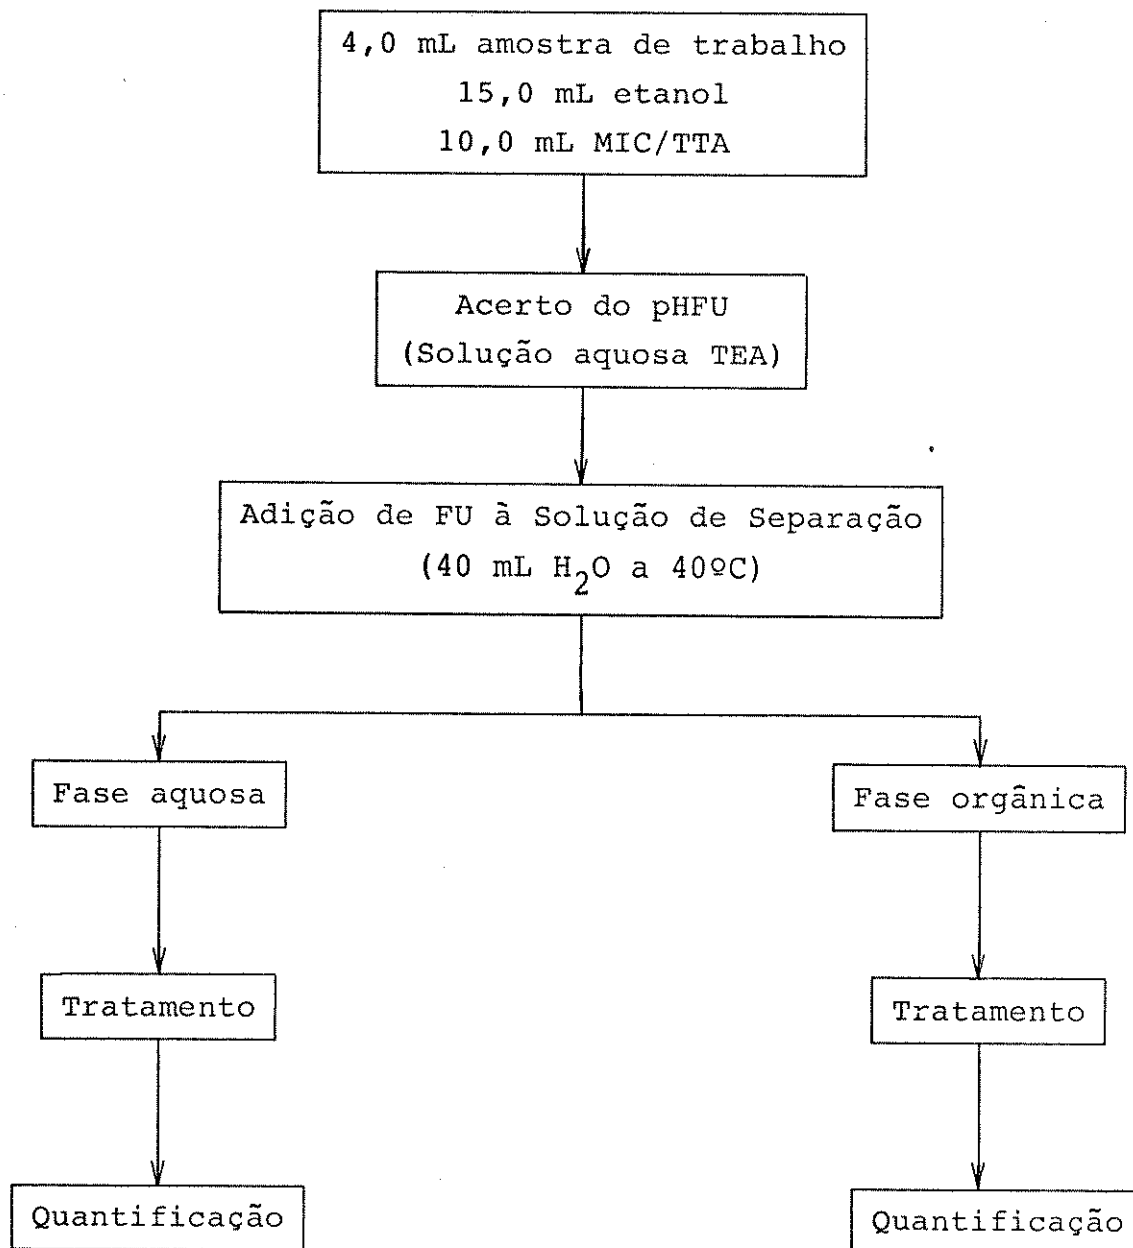 4,0 mL amostra de trabalho
15,0 mL etanol
10,0 mL MIC/TTA
Acerto do pHFU
(Solução aquosa TEA)
Adição de FU à Solução de Separação
(40 mL H₂O a 40ºC)
Fase aquosa
Fase orgânica
Tratamento
Tratamento
Quantificação
Quantificação